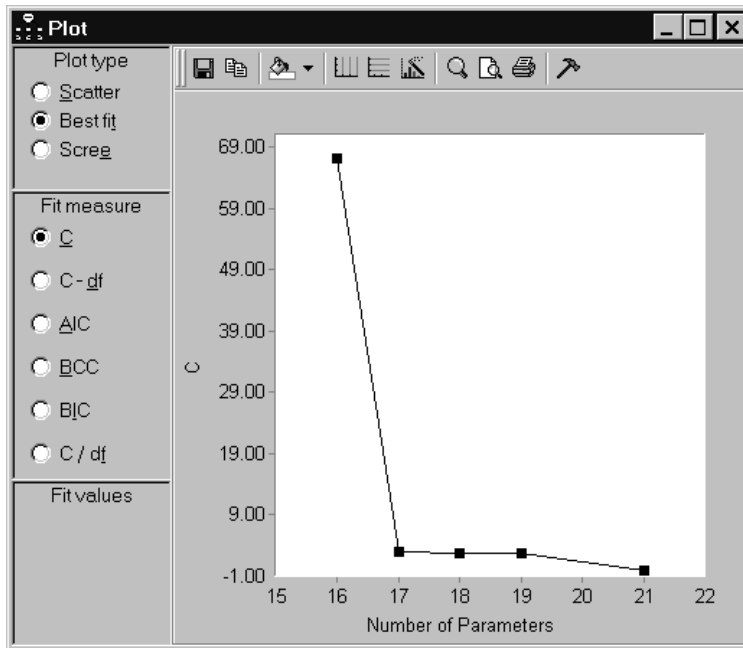 Plot
Plot type
Scatter
Best fit
Scree
Fit measure
C
C - df
AIC
BCC
BIC
C / df
Fit values
69.00
59.00
49.00
39.00
29.00
19.00
9.00
-1.00
C
15 16 17 18 19 20 21 22
Number of Parameters